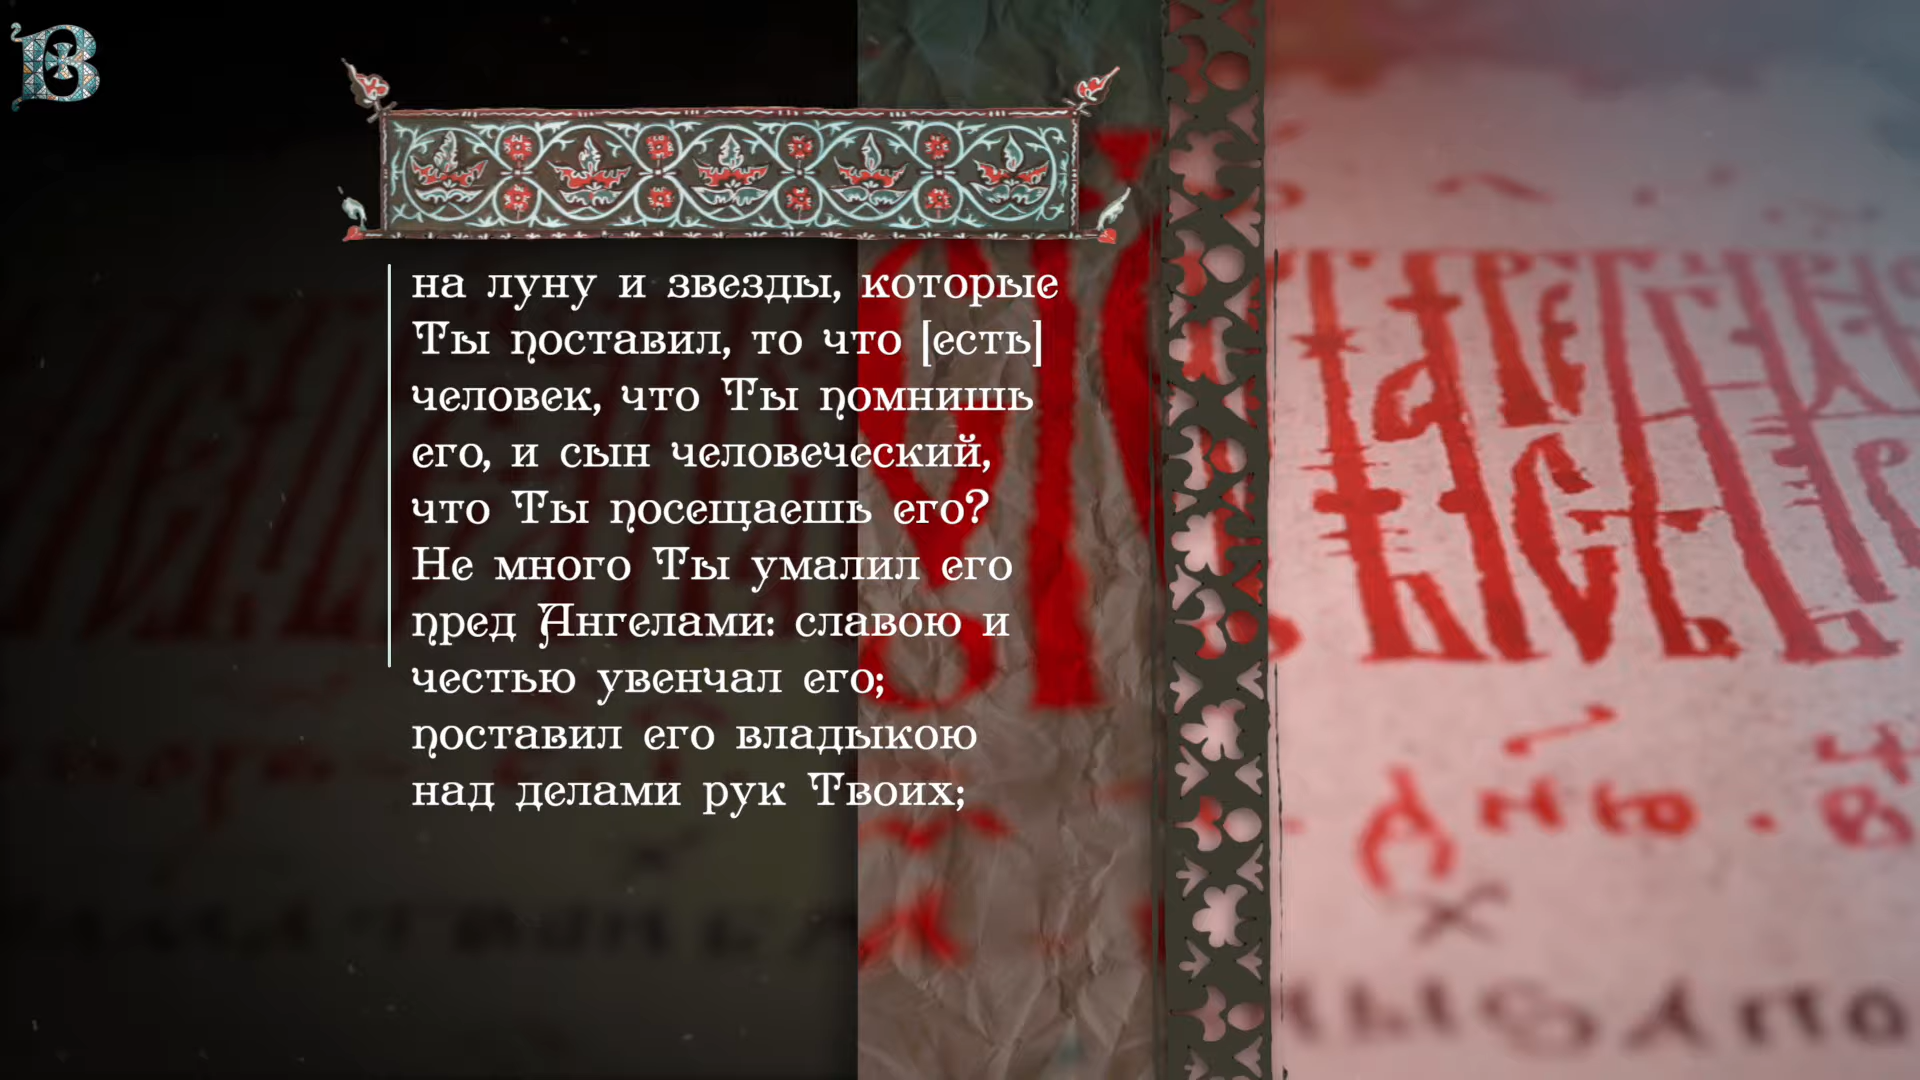 на луну и звезды, которые
Ты поставил, то что [есть]
человек, что Ты помнишь
его, и сын человеческий,
что Ты посещаешь его?
Не много Ты умалил его
пред Ангелами: славою и
честью увенчал его;
поставил его владыкою
над делами рук Твоих;